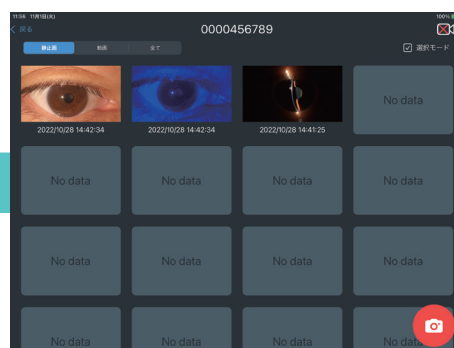 11:56 11月1日(火)
100%
く 戻る
0000456789
静止画 動画 全て
選択モード
No data
2022/10/28 14:42:34 2022/10/28 14:42:34 2022/10/28 14:41:25
No data No data No data No data
No data No data No data No data
No data No data No data No data